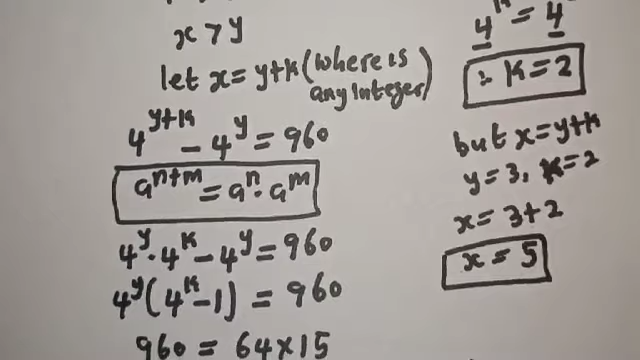 x > y
let x = y+k (where is
any integer)
4^{y+k} - 4^y = 960
a^{n+m} = a^n · a^m
4^y · 4^k - 4^y = 960
4^y (4^k - 1) = 960
960 = 64 × 15
4^k = 4
∴ k = 2
but x = y+k
y = 3, k = 2
x = 3 + 2
x = 5